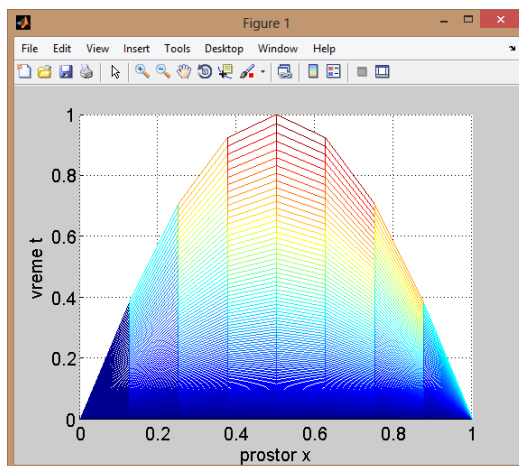 Figure 1
File Edit View Insert Tools Desktop Window Help
1
0.8
0.6
0.4
0.2
0
vreme t
0 0.2 0.4 0.6 0.8 1
prostor x